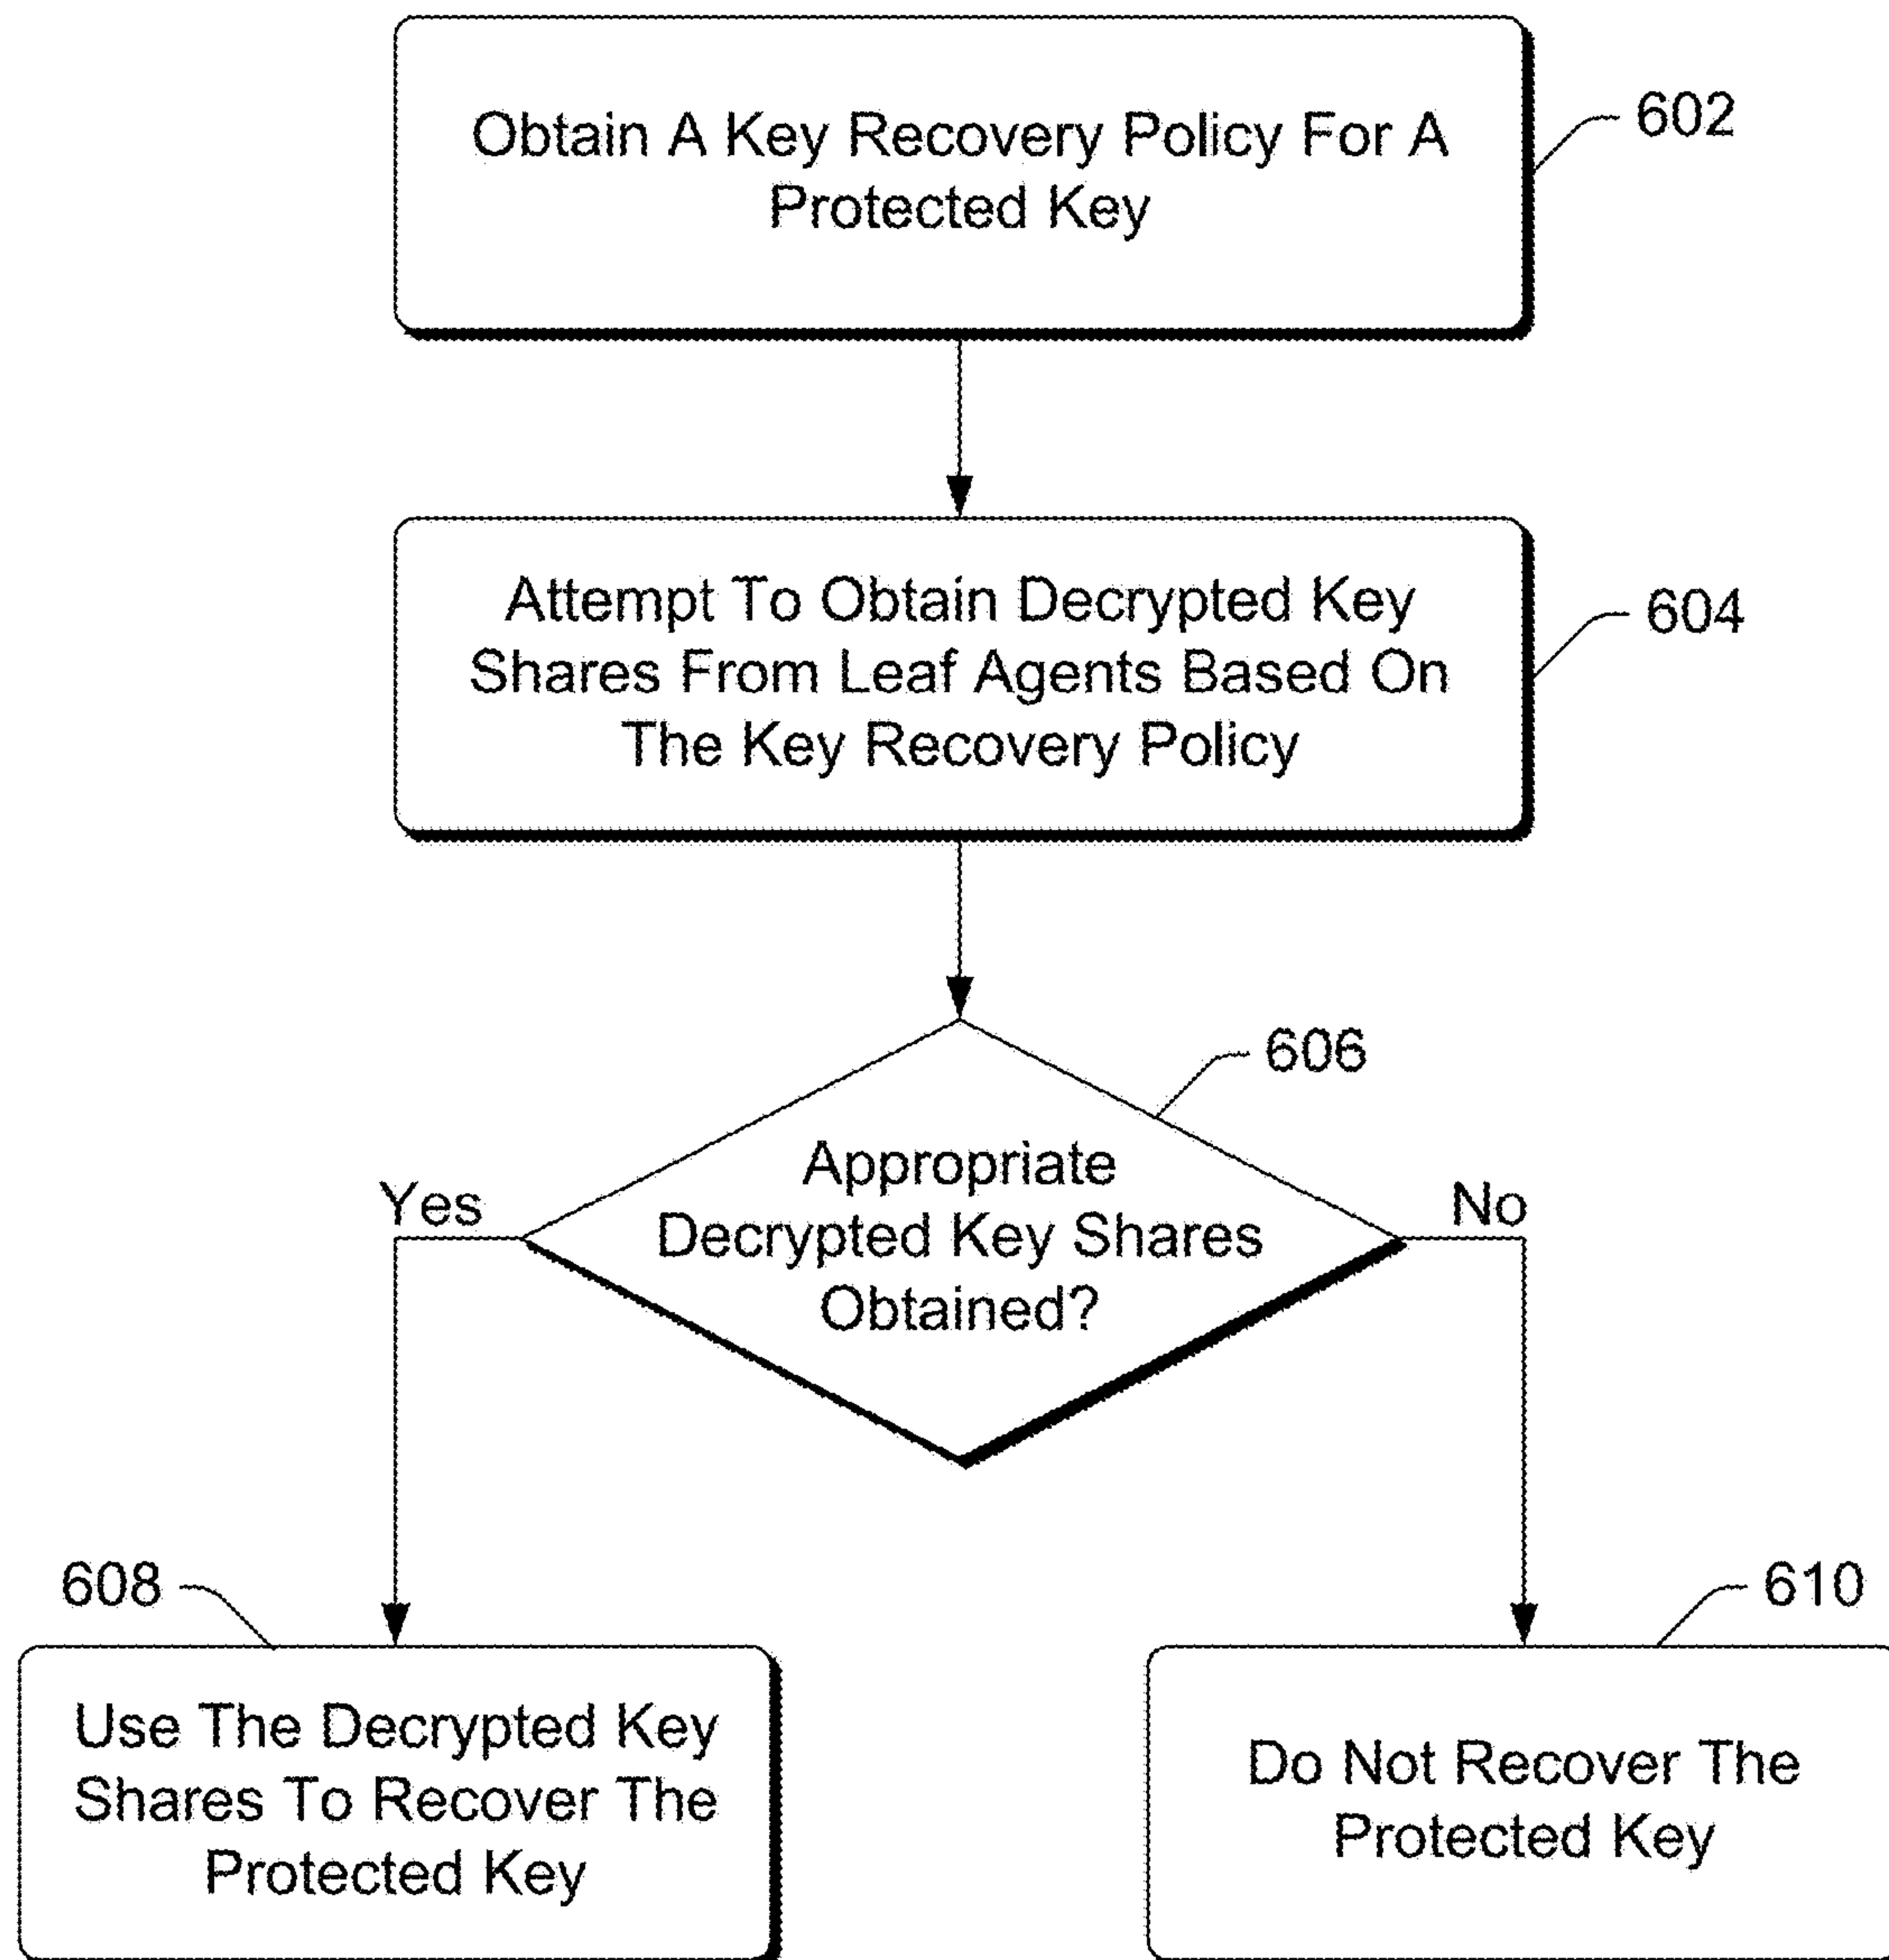 Obtain A Key Recovery Policy For A
Protected Key
602
Attempt To Obtain Decrypted Key
Shares From Leaf Agents Based On
The Key Recovery Policy
604
606
Appropriate
Decrypted Key Shares
Obtained?
Yes
No
608
610
Use The Decrypted Key
Shares To Recover The
Protected Key
Do Not Recover The
Protected Key